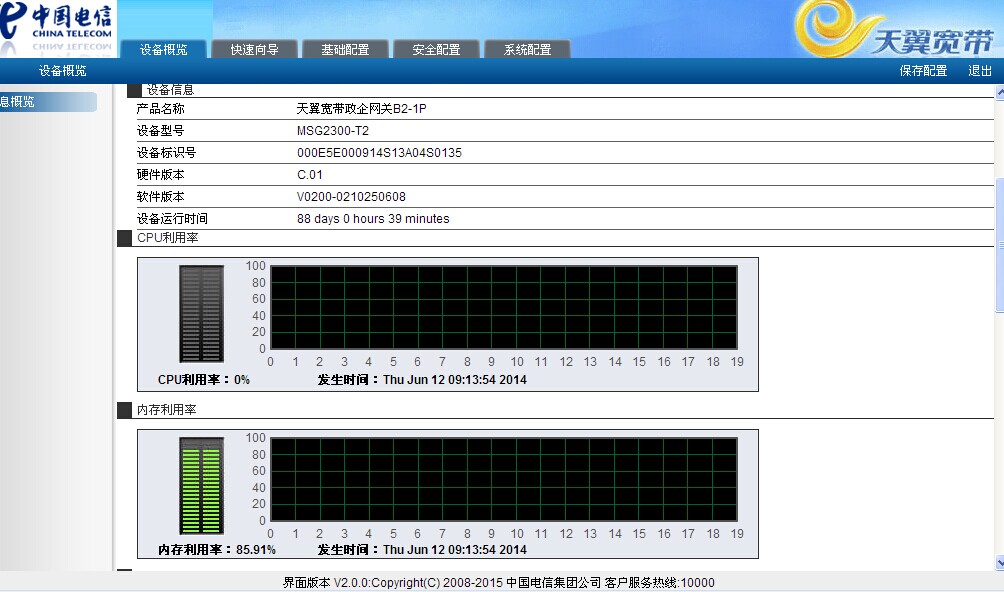 中国电信
CHINA TELECOM
设备概览 快速向导 基础配置 安全配置 系统配置
天翼宽带
设备概览 保存配置 退出
息概览
设备信息
产品名称 天翼宽带政企网关B2-1P
设备型号 MSG2300-T2
设备标识号 000E5E000914S13A04S0135
硬件版本 C.01
软件版本 V0200-0210250608
设备运行时间 88 days 0 hours 39 minutes
CPU利用率
100
80
60
40
20
0
0 1 2 3 4 5 6 7 8 9 10 11 12 13 14 15 16 17 18 19
CPU利用率：0% 发生时间：Thu Jun 12 09:13:54 2014
内存利用率
100
80
60
40
20
0
0 1 2 3 4 5 6 7 8 9 10 11 12 13 14 15 16 17 18 19
内存利用率：85.91% 发生时间：Thu Jun 12 09:13:54 2014
界面版本 V2.0.0:Copyright(C) 2008-2015 中国电信集团公司 客户服务热线:10000